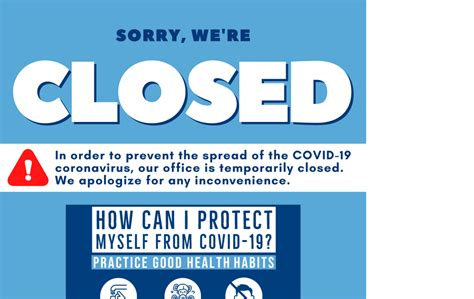 SORRY, WE'RE
CLOSED
In order to prevent the spread of the COVID-19
coronavirus, our office is temporarily closed.
We apologize for any inconvenience.
HOW CAN I PROTECT
MYSELF FROM COVID-19?
PRACTICE GOOD HEALTH HABITS